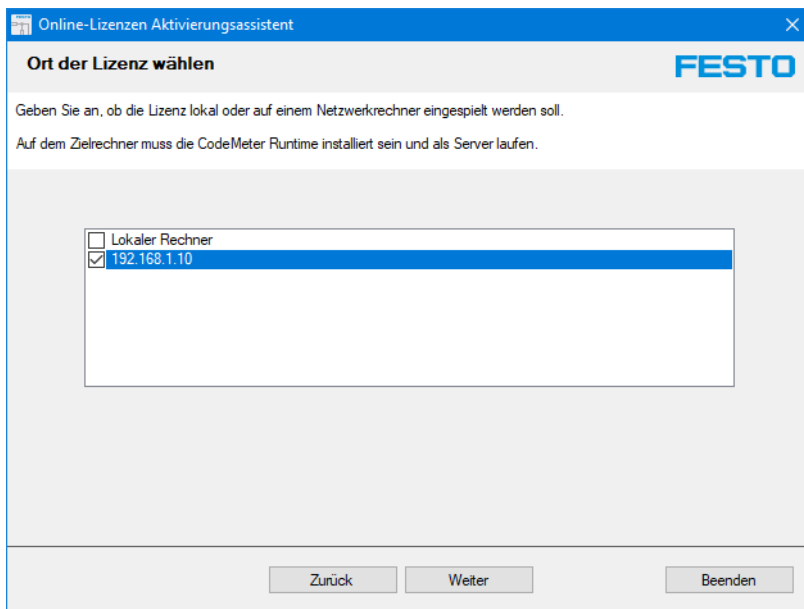 Online-Lizenzen Aktivierungsassistent
Ort der Lizenz wählen
FESTO
Geben Sie an, ob die Lizenz lokal oder auf einem Netzwerkrechner eingespielt werden soll.
Auf dem Zielrechner muss die CodeMeter Runtime installiert sein und als Server laufen.
Lokaler Rechner
192.168.1.10
Zurück
Weiter
Beenden